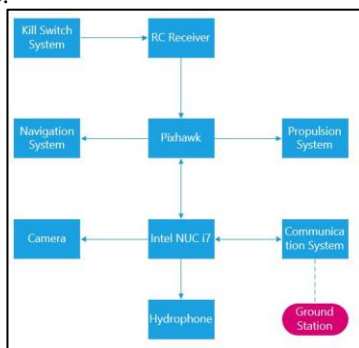 Kill Switch
System
RC Receiver
Navigation
System
Pixhawk
Propulsion
System
Camera
Intel NUC i7
Communica
tion System
Hydrophone
Ground
Station